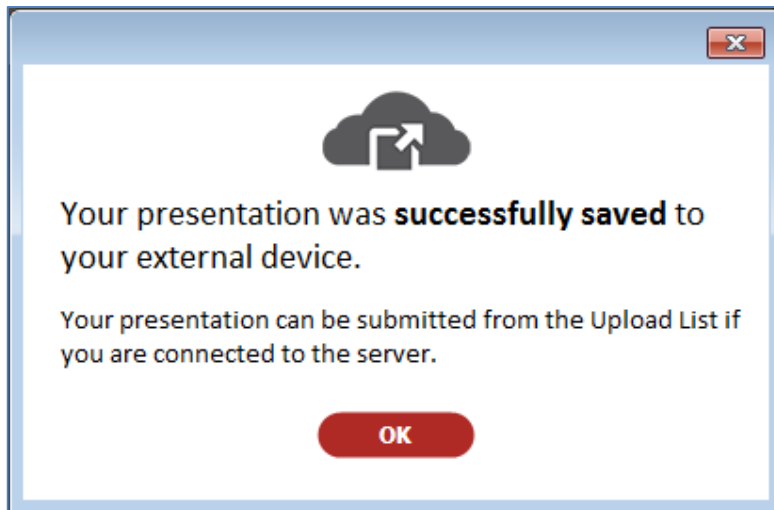 Your presentation was successfully saved to
your external device.
Your presentation can be submitted from the Upload List if
you are connected to the server.
OK